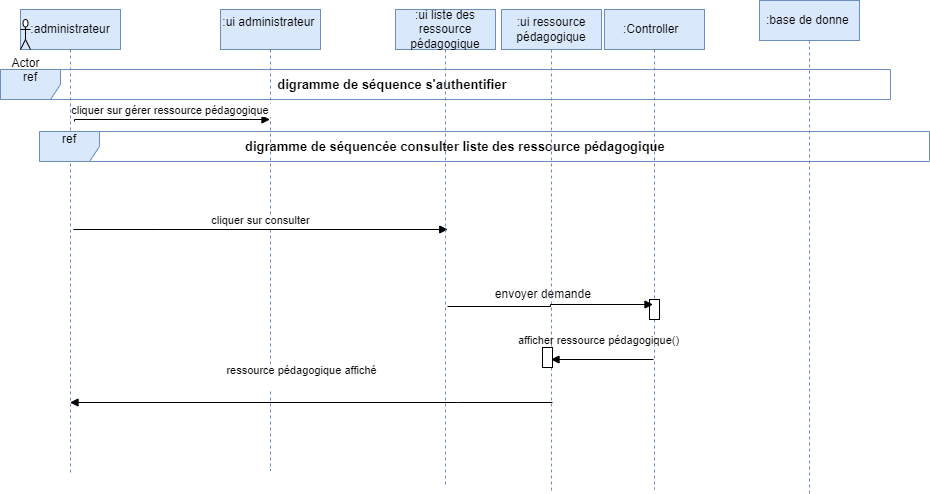 :administrateur
:ui administrateur
:ui liste des
ressource
pédagogique
:ui ressource
pédagogique
:Controller
:base de donne
Actor
ref
digramme de séquence s'authentifier
cliquer sur gérer ressource pédagogique
ref
digramme de séquencée consulter liste des ressource pédagogique
cliquer sur consulter
envoyer demande
afficher ressource pédagogique()
ressource pédagogique affiché